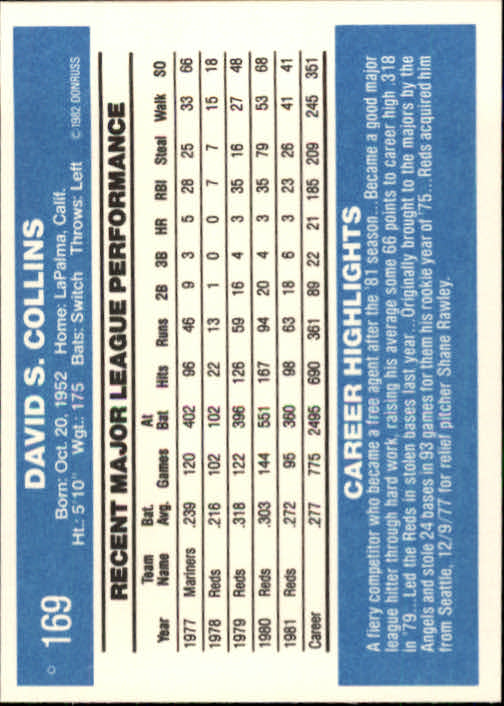 169
DAVID S. COLLINS
Born: Oct. 20, 1952 Home: LaPalma, Calif.
Ht.: 5'10" Wgt.: 175 Bats: Switch Throws: Left © 1982 DONRUSS
RECENT MAJOR LEAGUE PERFORMANCE
Year Team Name Bat. Avg. Games At Bat Hits Runs 2B 3B HR RBI Steal Walk SO
1977 Mariners .239 120 402 96 46 9 3 5 28 25 33 66
1978 Reds .216 102 102 22 13 1 0 0 7 7 15 18
1979 Reds .318 122 396 126 59 16 4 3 35 16 27 48
1980 Reds .303 144 551 167 94 20 4 3 35 79 53 68
1981 Reds .272 95 360 98 63 18 6 3 23 26 41 41
Career .277 775 2495 690 361 89 22 21 185 209 245 351
CAREER HIGHLIGHTS
A fiery competitor who became a free agent after the '81 season... Became a good major
league hitter through hard work, raising his average some 66 points to career high .318
in '79... Led the Reds in stolen bases last year... Originally brought to the majors by the
Angels and stole 24 bases in 93 games for them his rookie year of '75... Reds acquired him
from Seattle, 12/9/77 for relief pitcher Shane Rawley.